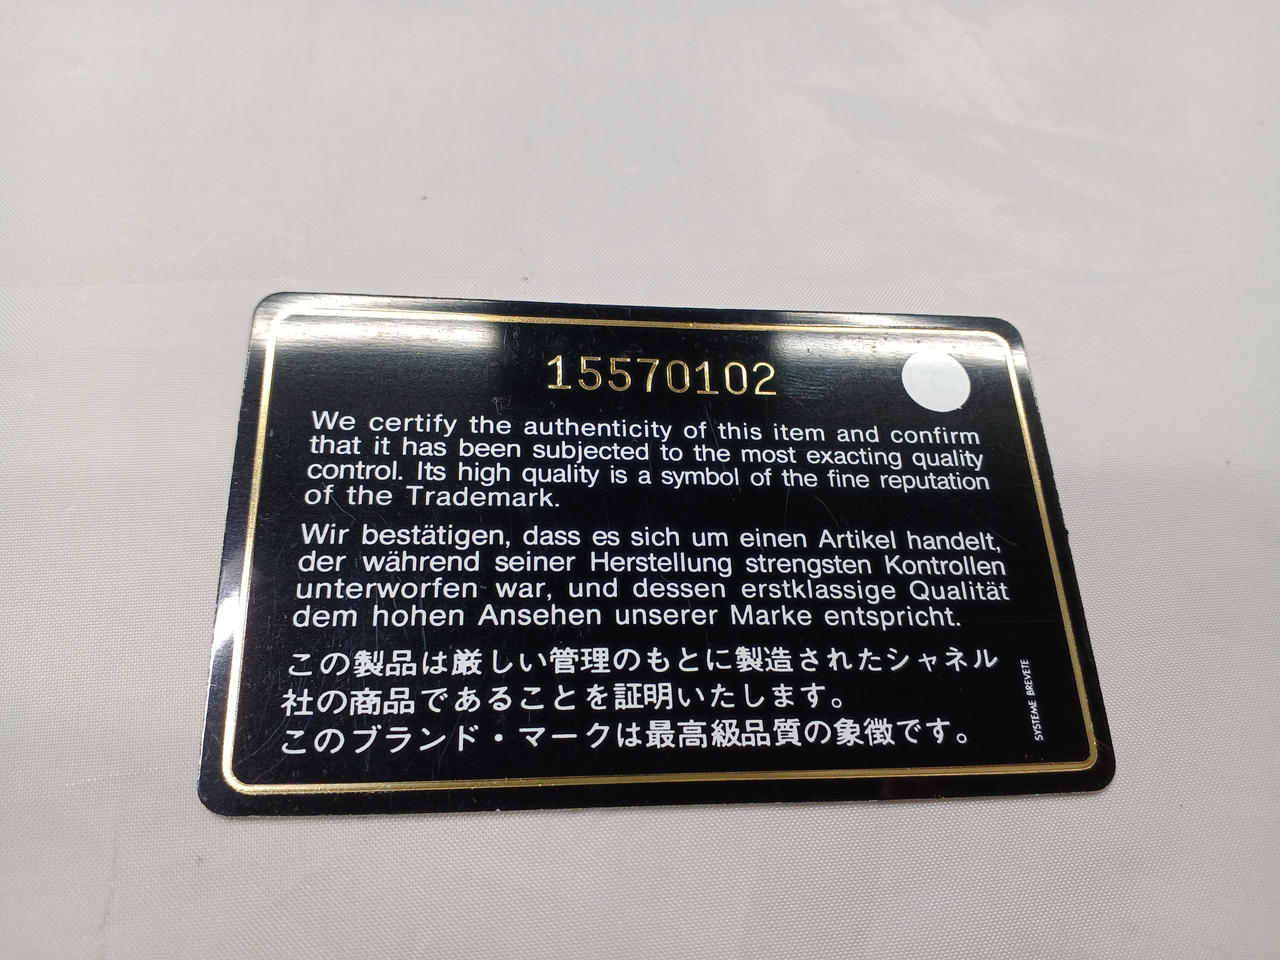 15570102
We certify the authenticity of this item and confirm
that it has been subjected to the most exacting quality
control. Its high quality is a symbol of the fine reputation
of the Trademark.
Wir bestätigen, dass es sich um einen Artikel handelt,
der während seiner Herstellung strengsten Kontrollen
unterworfen war, und dessen erstklassige Qualität
dem hohen Ansehen unserer Marke entspricht.
この製品は厳しい管理のもとに製造されたシャネル
社の商品であることを証明いたします。
このブランド・マークは最高級品質の象徴です。
SYSTEME BREVETE